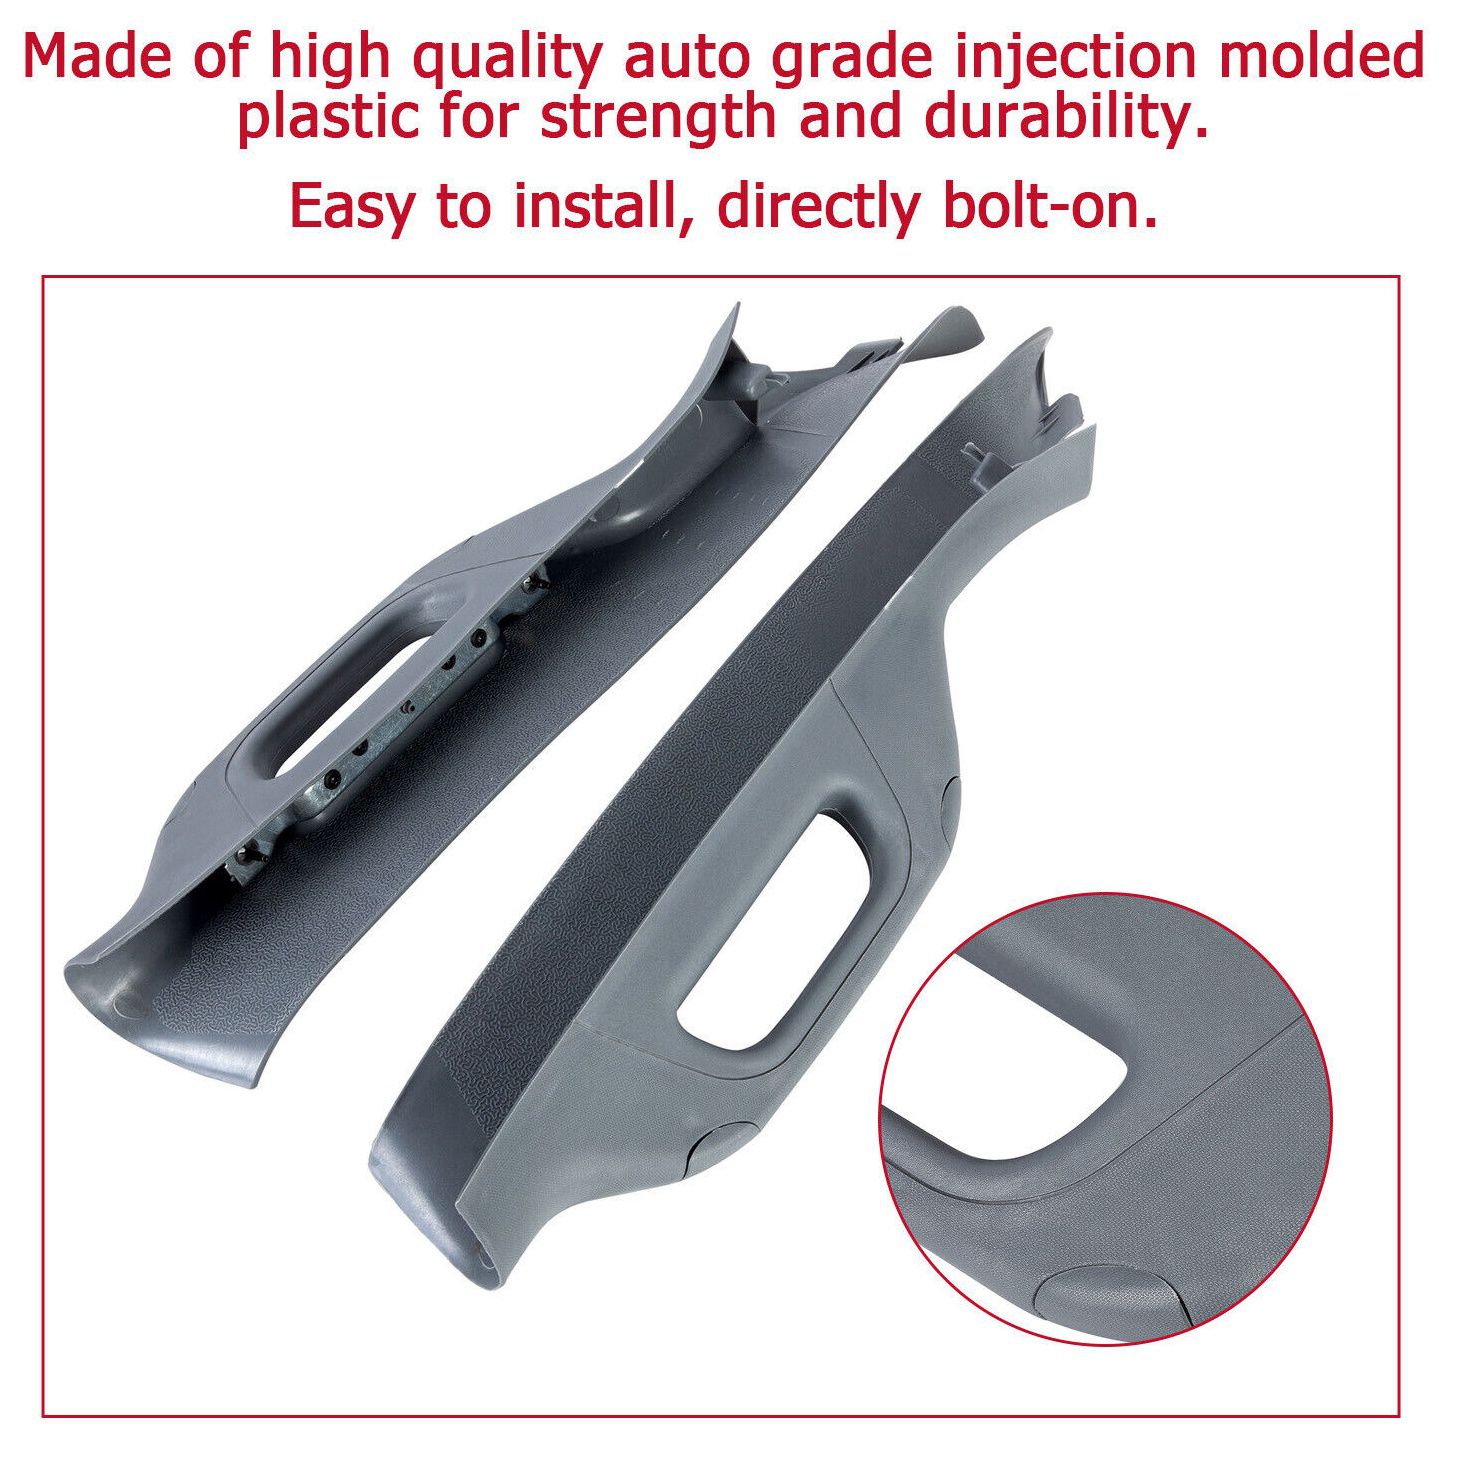 Made of high quality auto grade injection molded
plastic for strength and durability.
Easy to install, directly bolt-on.